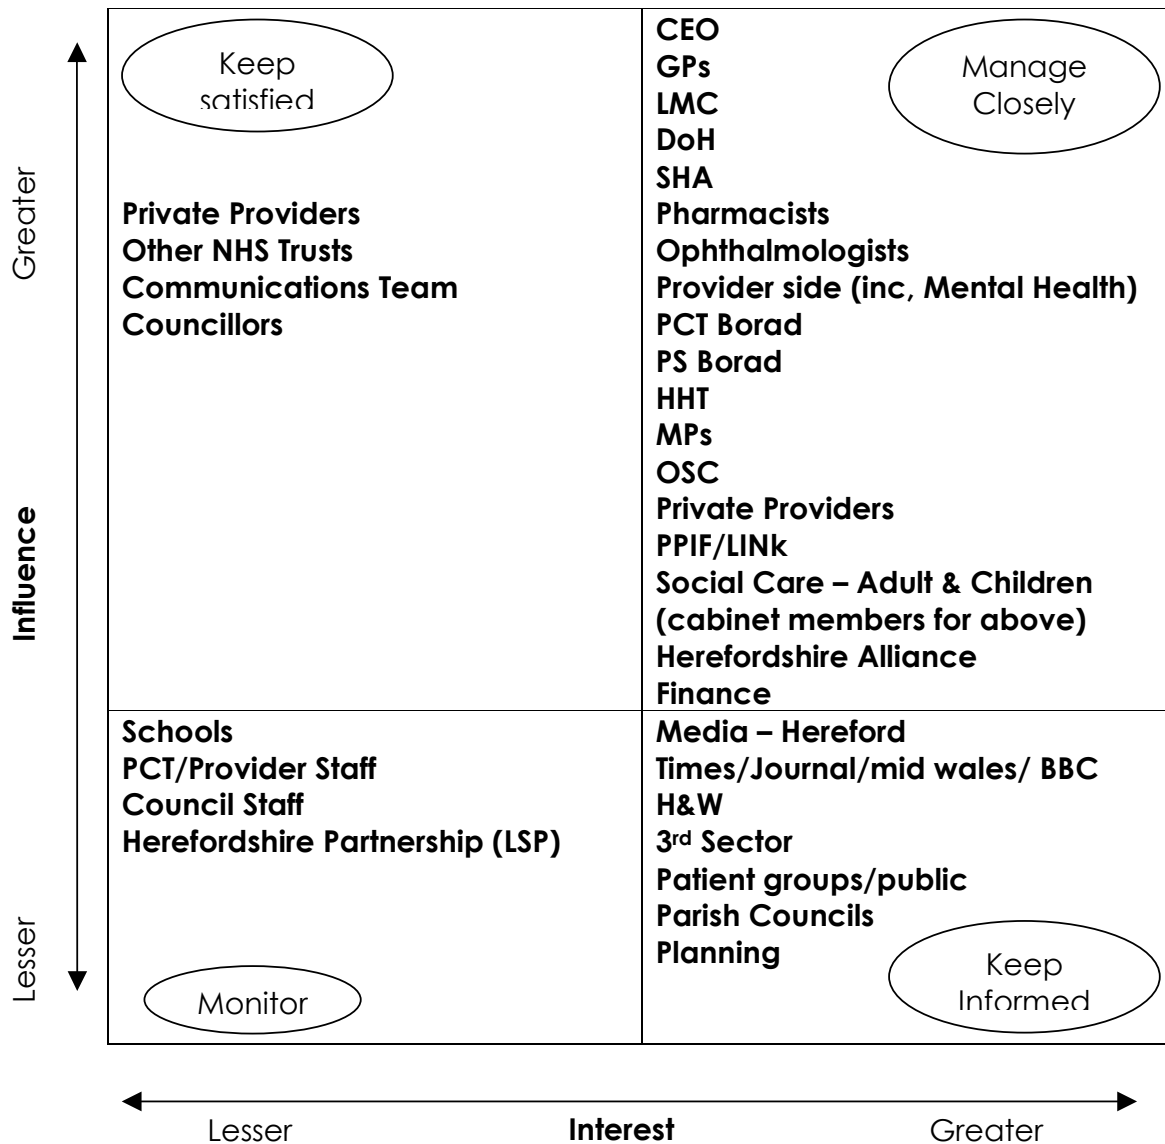 Greater
Influence
Lesser
Keep
satisfied
Private Providers
Other NHS Trusts
Communications Team
Councillors
CEO
GPs
LMC
DoH
SHA
Pharmacists
Ophthalmologists
Provider side (inc, Mental Health)
PCT Borad
PS Borad
HHT
MPs
OSC
Private Providers
PPIF/LINk
Social Care – Adult & Children
(cabinet members for above)
Herefordshire Alliance
Finance
Manage
Closely
Schools
PCT/Provider Staff
Council Staff
Herefordshire Partnership (LSP)
Monitor
Media – Hereford
Times/Journal/mid wales/ BBC
H&W
3rd Sector
Patient groups/public
Parish Councils
Planning
Keep
Informed
Lesser
Interest
Greater